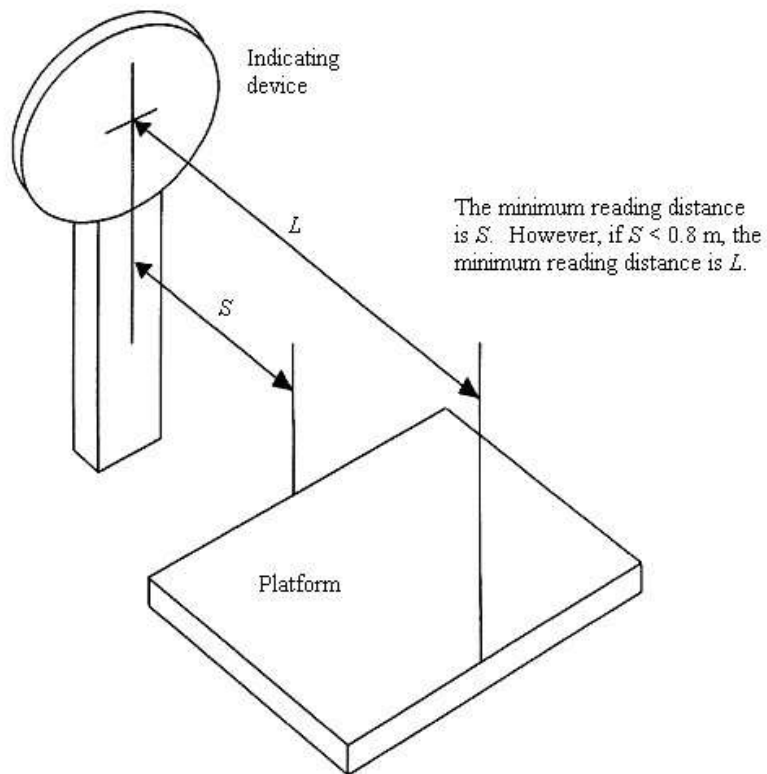 Indicating
device
L
The minimum reading distance
is S. However, if S < 0.8 m, the
minimum reading distance is L.
S
Platform